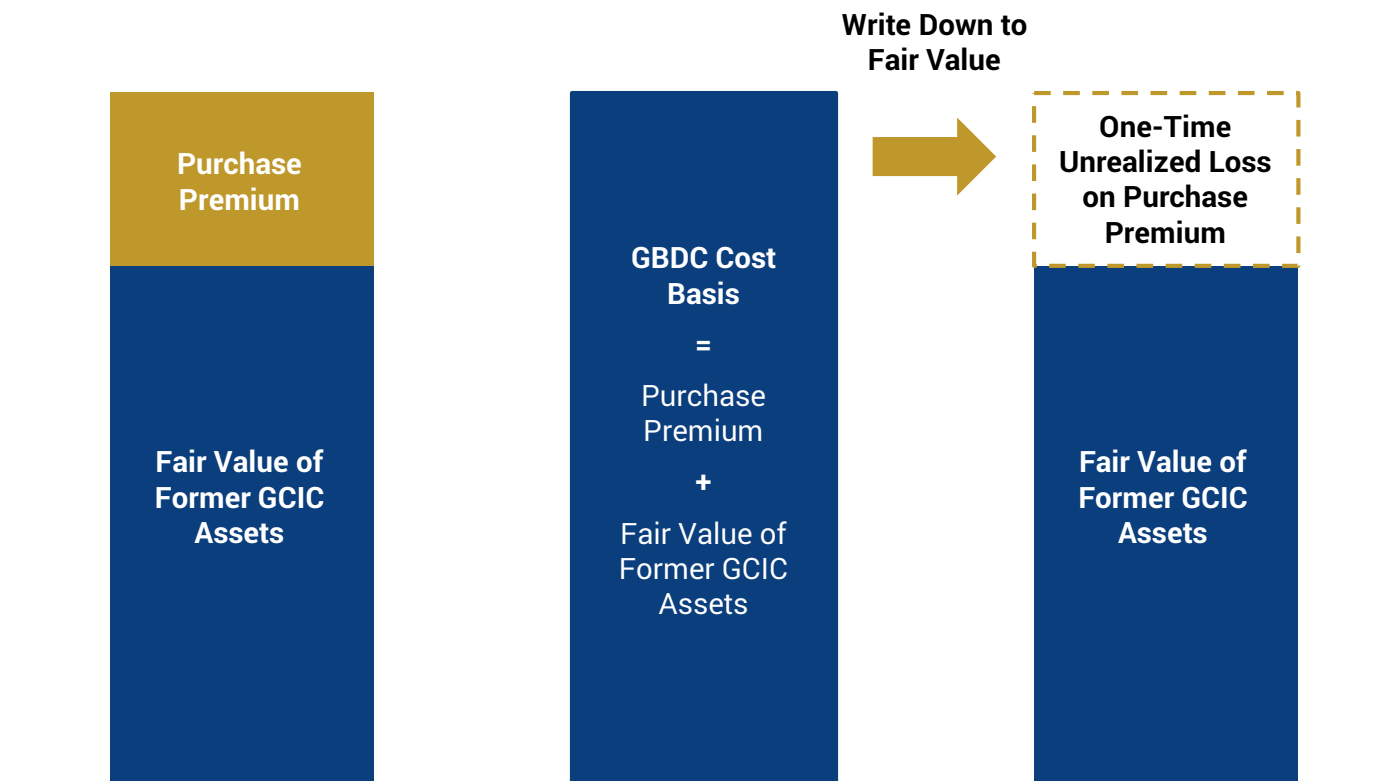 Write Down to
Fair Value
Purchase
Premium
Fair Value of
Former GCIC
Assets
GBDC Cost
Basis
=
Purchase
Premium
+
Fair Value of
Former GCIC
Assets
One-Time
Unrealized Loss
on Purchase
Premium
Fair Value of
Former GCIC
Assets